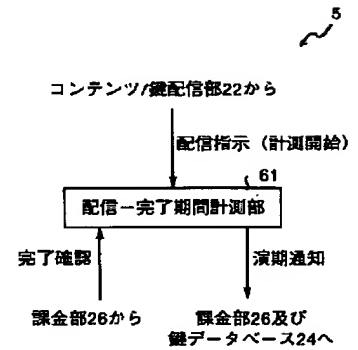 5
コンテンツ/鍵配信部22から
配信指示（計測開始）
61
配信ー完了期間計測部
完了確認
満期通知
課金部26から
課金部26及び
鍵データベース24へ